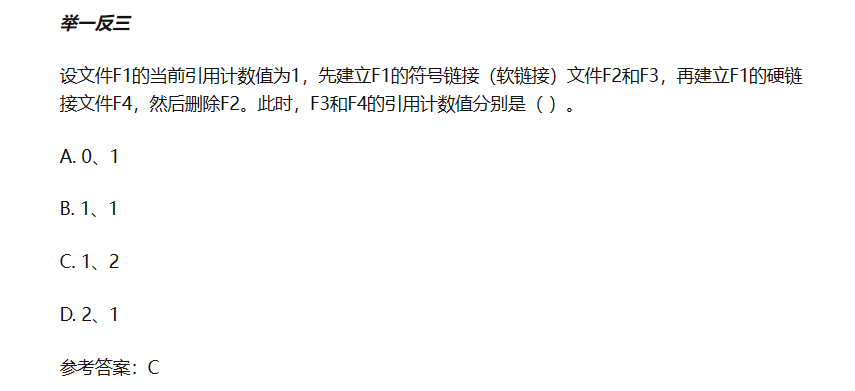 举一反三
设文件F1的当前引用计数值为1，先建立F1的符号链接（软链接）文件F2和F3，再建立F1的硬链
接文件F4，然后删除F2。此时，F3和F4的引用计数值分别是（ ）。
A. 0、1
B. 1、1
C. 1、2
D. 2、1
参考答案：C